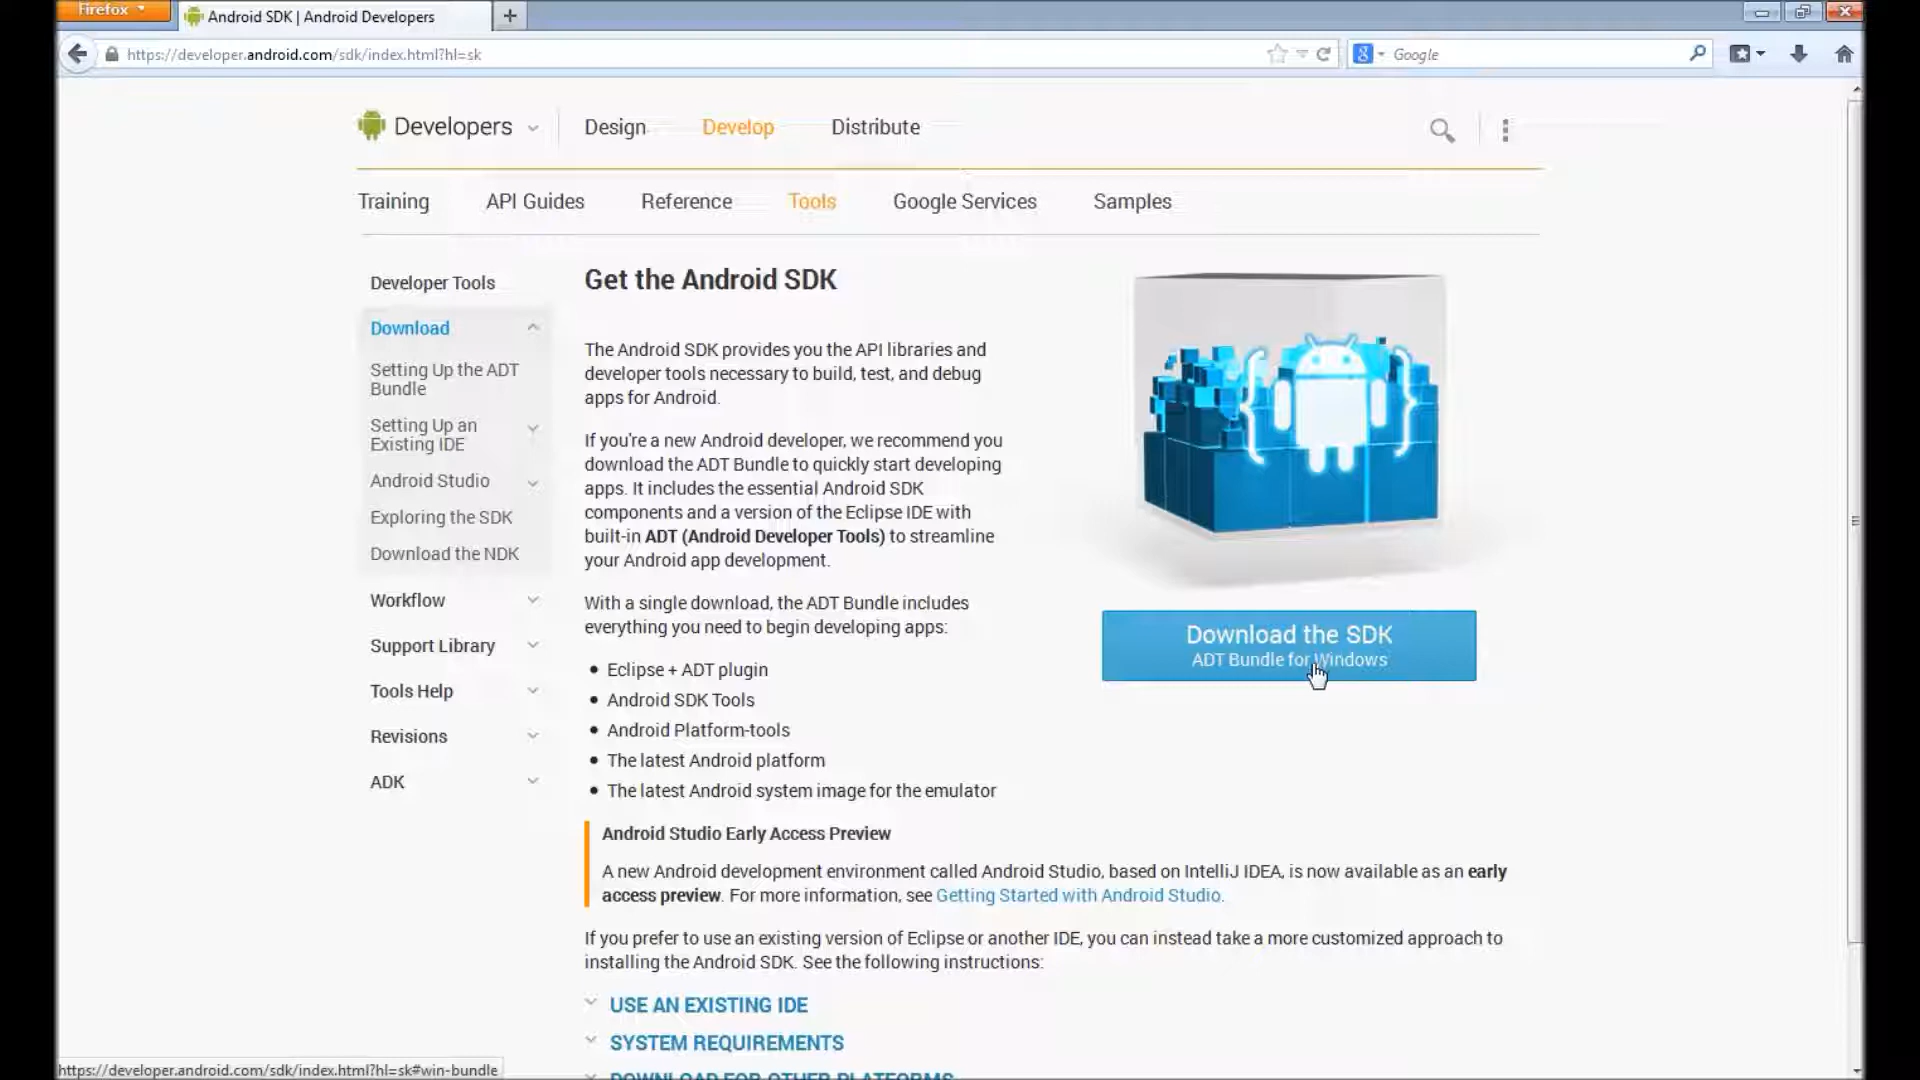 Firefox
Android SDK | Android Developers
https://developer.android.com/sdk/index.html?hl=sk
Google
Developers
Design
Develop
Distribute
Training
API Guides
Reference
Tools
Google Services
Samples
Developer Tools
Download
Setting Up the ADT
Bundle
Setting Up an
Existing IDE
Android Studio
Exploring the SDK
Download the NDK
Workflow
Support Library
Tools Help
Revisions
ADK
Get the Android SDK
The Android SDK provides you the API libraries and
developer tools necessary to build, test, and debug
apps for Android.
If you're a new Android developer, we recommend you
download the ADT Bundle to quickly start developing
apps. It includes the essential Android SDK
components and a version of the Eclipse IDE with
built-in ADT (Android Developer Tools) to streamline
your Android app development.
With a single download, the ADT Bundle includes
everything you need to begin developing apps:
• Eclipse + ADT plugin
• Android SDK Tools
• Android Platform-tools
• The latest Android platform
• The latest Android system image for the emulator
Download the SDK
ADT Bundle for Windows
Android Studio Early Access Preview
A new Android development environment called Android Studio, based on IntelliJ IDEA, is now available as an early
access preview. For more information, see Getting Started with Android Studio.
If you prefer to use an existing version of Eclipse or another IDE, you can instead take a more customized approach to
installing the Android SDK. See the following instructions:
USE AN EXISTING IDE
SYSTEM REQUIREMENTS
DOWNLOAD FOR OTHER PLATFORMS
https://developer.android.com/sdk/index.html?hl=sk#win-bundle